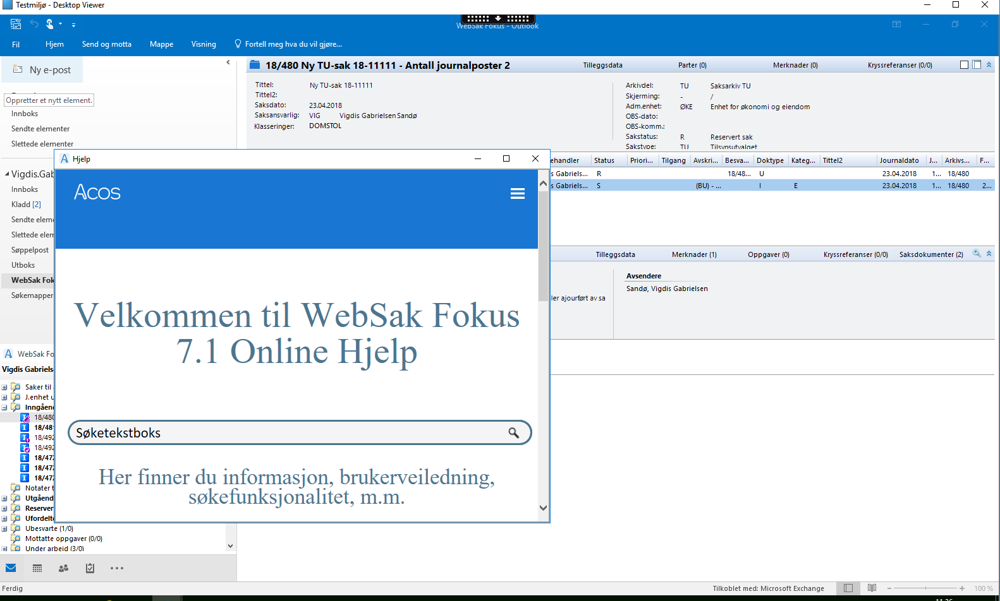 Testmiljø - Desktop Viewer
WebSak Fokus - Outlook
Fil Hjem Send og motta Mappe Visning Fortell meg hva du vil gjøre...
Ny e-post
Oppretter et nytt element.
Innboks
Sendte elementer
Slettede elementer
Vigdis.Gab
Innboks
Kladd [2]
Sendte eleme
Slettede elem
Søppelpost
Utboks
WebSak Fok
Søkemapper
WebSak Fo
Vigdis Gabriels
Saker til
J.enhet u
Inngåen
18/480
18/481
18/492
18/492
18/472
18/472
18/472
Notater t
Utgåend
Reserver
Ufordelt
Ubesvarte (1/0)
Mottatte oppgaver (0/0)
Under arbeid (3/0)
18/480 Ny TU-sak 18-11111 - Antall journalposter 2
Tilleggsdata Parter (0) Merknader (0) Kryssreferanser (0/0)
Tittel: Ny TU-sak 18-11111
Tittel2:
Saksdato: 23.04.2018
Saksansvarlig: VIG Vigdis Gabrielsen Sandø
Klasseringer: DOMSTOL
Arkivdel: TU Saksarkiv TU
Skjerming: - /
Adm.enhet: ØKE Enhet for økonomi og eiendom
OBS-dato:
OBS-komm.:
Sakstatus: R Reservert sak
Sakstype: TU Tilsynsutvalget
ehandler Status Priori... Tilgang Avskri... Besva... Doktype Kateg... Tittel2 Journaldato J... Arkivs... F...
s Gabriels... R 18/48... U 23.04.2018 1... 18/480
s Gabriels... S (BU) - ... I E 23.04.2018 1... 18/480 2...
Tilleggsdata Merknader (1) Oppgaver (0) Kryssreferanser (0/0) Saksdokumenter (2)
Avsendere
Sandø, Vigdis Gabrielsen
ler ajourført av sa
Hjelp
Acos
Velkommen til WebSak Fokus
7.1 Online Hjelp
Søketekstboks
Her finner du informasjon, brukerveiledning,
søkefunksjonalitet, m.m.
Ferdig
Tilkoblet med: Microsoft Exchange
100 %